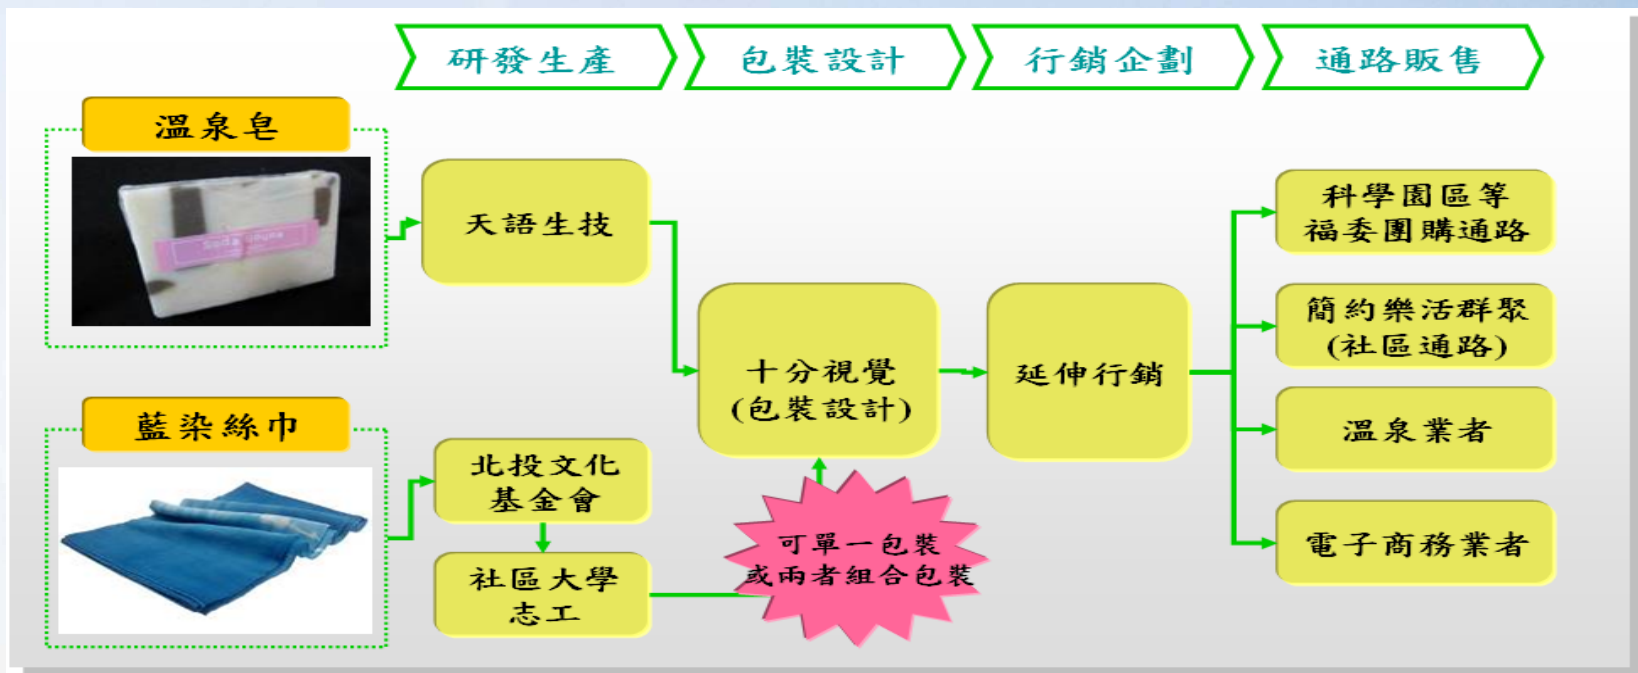 研發生產
包裝設計
行銷企劃
通路販售
溫泉皂
天語生技
藍染絲巾
北投文化
基金會
社區大學
志工
十分視覺
(包裝設計)
可單一包裝
或兩者組合包裝
延伸行銷
科學園區等
福委團購通路
簡約樂活群聚
(社區通路)
溫泉業者
電子商務業者